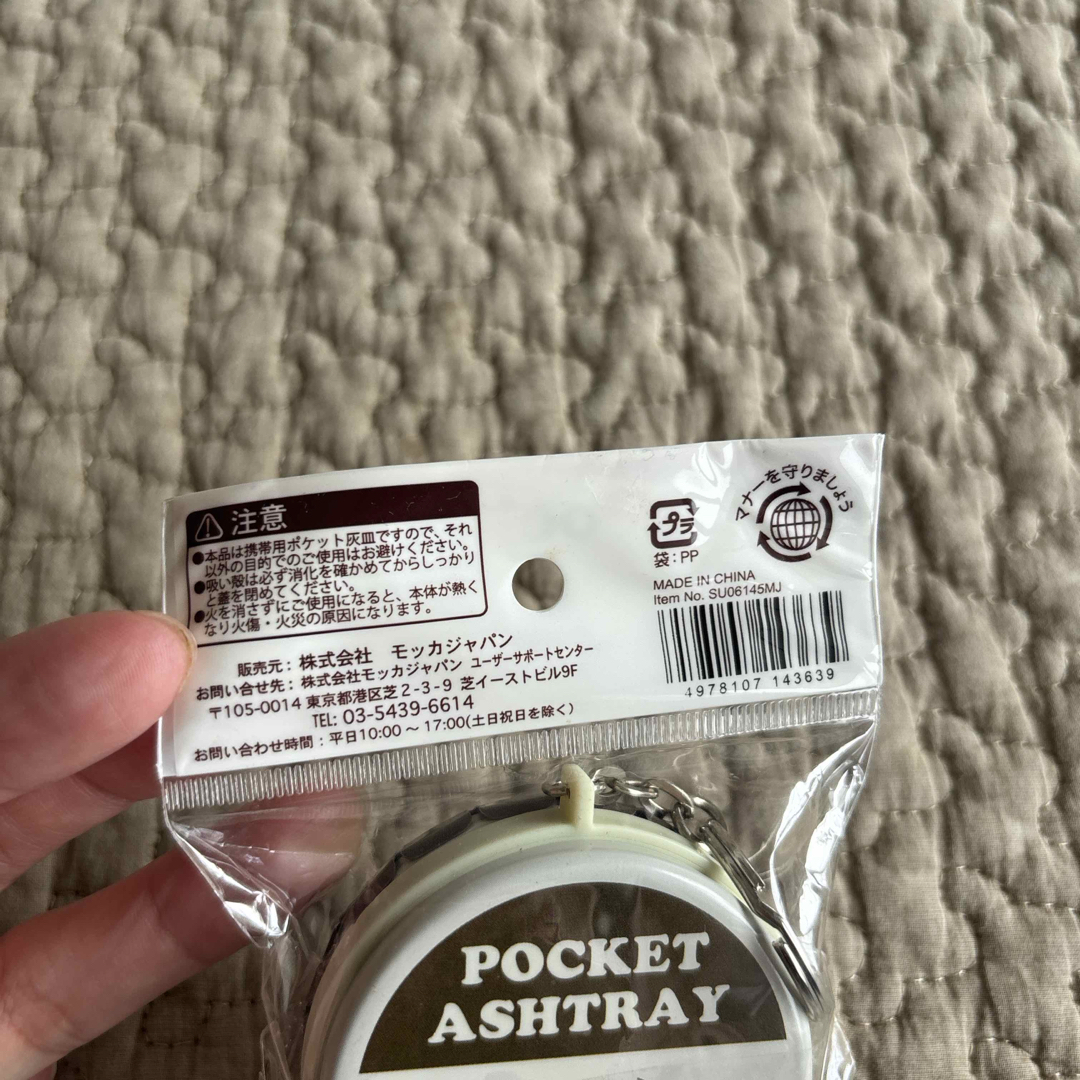 注意
●本品は携帯用ポケット灰皿ですので、それ
以外の目的でのご使用はお避けください。
●吸い殻は必ず消化を確かめてからしっかり
と蓋を閉めてください。
●火を消さずにご使用になると、本体が熱く
なり火傷・火災の原因になります。
販売元：株式会社 モッカジャパン
お問い合せ先：株式会社モッカジャパン ユーザーサポートセンター
〒105-0014 東京都港区芝2-3-9 芝イーストビル9F
TEL: 03-5439-6614
お問い合わせ時間：平日10:00～17:00(土日祝日を除く)
プラ
袋：PP
マナーを守りましょう
MADE IN CHINA
Item No. SU06145MJ
4978107 143639
POCKET
ASHTRAY